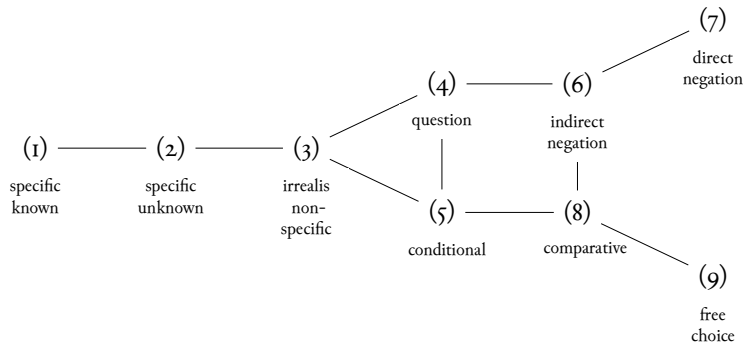 (7)
direct
negation
(4)
question
(6)
indirect
negation
(1)
specific
known
(2)
specific
unknown
(3)
irrealis
non-
specific
(5)
conditional
(8)
comparative
(9)
free
choice